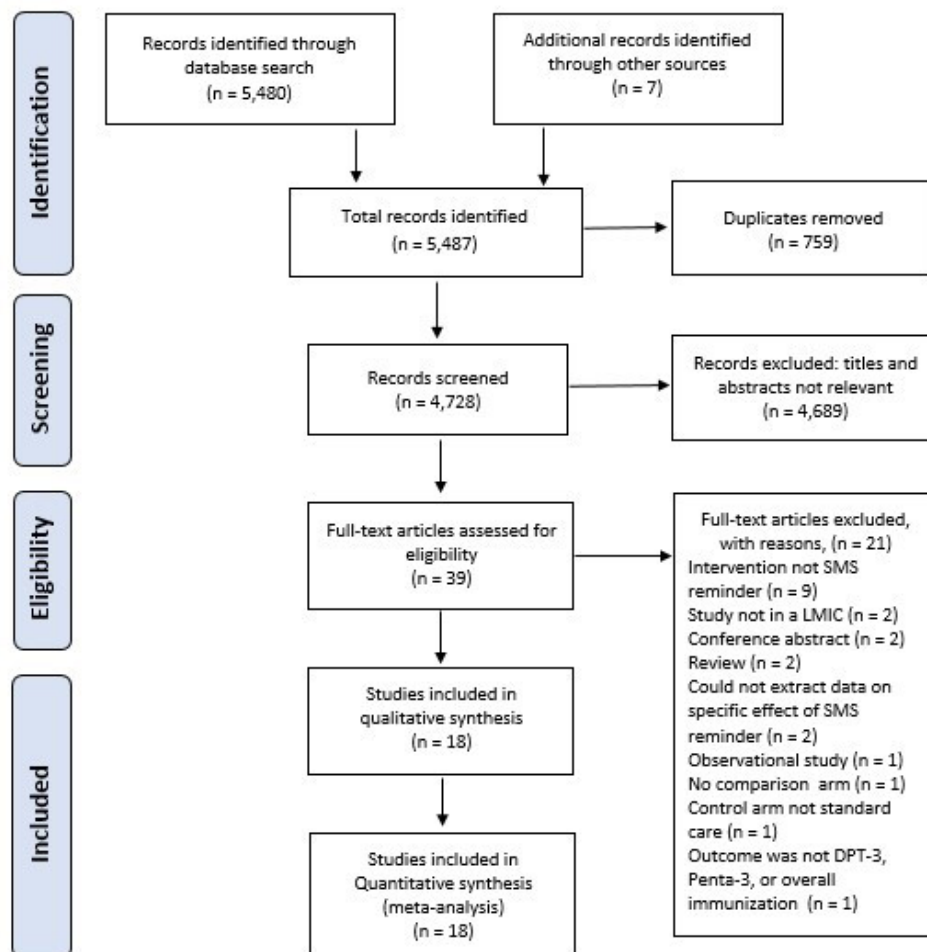 Identification
Records identified through
database search
(n = 5,480)
Additional records identified
through other sources
(n = 7)
Total records identified
(n = 5,487)
Duplicates removed
(n = 759)
Screening
Records screened
(n = 4,728)
Records excluded: titles and
abstracts not relevant
(n = 4,689)
Eligibility
Full-text articles assessed for
eligibility
(n = 39)
Full-text articles excluded,
with reasons, (n = 21)
Intervention not SMS
reminder (n = 9)
Study not in a LMIC (n = 2)
Conference abstract (n = 2)
Review (n = 2)
Could not extract data on
specific effect of SMS
reminder (n = 2)
Observational study (n = 1)
No comparison arm (n = 1)
Control arm not standard
care (n = 1)
Outcome was not DPT-3,
Penta-3, or overall
immunization (n = 1)
Included
Studies included in
qualitative synthesis
(n = 18)
Studies included in
Quantitative synthesis
(meta-analysis)
(n = 18)